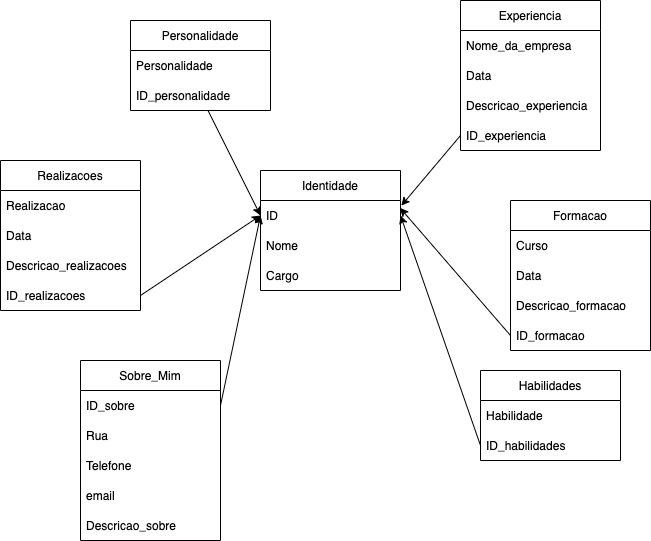 Personalidade
Personalidade
ID_personalidade
Experiencia
Nome_da_empresa
Data
Descricao_experiencia
ID_experiencia
Realizacoes
Realizacao
Data
Descricao_realizacoes
ID_realizacoes
Identidade
ID
Nome
Cargo
Formacao
Curso
Data
Descricao_formacao
ID_formacao
Sobre_Mim
ID_sobre
Rua
Telefone
email
Descricao_sobre
Habilidades
Habilidade
ID_habilidades